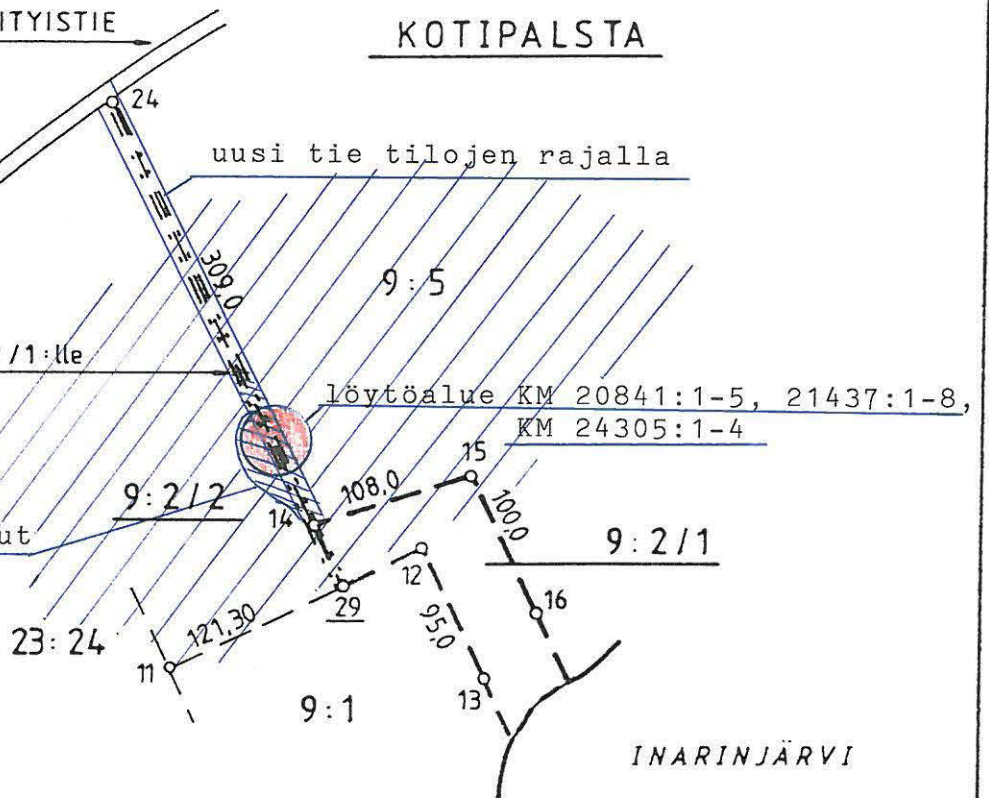 ITYISTIE
KOTIPALSTA
24
uusi tie tilojen rajalla
309,0
9:5
/1:lle
löytöalue KM 20841:1-5, 21437:1-8,
KM 24305:1-4
15
9:2/2
108,0
14
100,0
ut
12
9:2/1
29
16
121,30
95,0
23:24
11
13
9:1
INARINJÄRVI